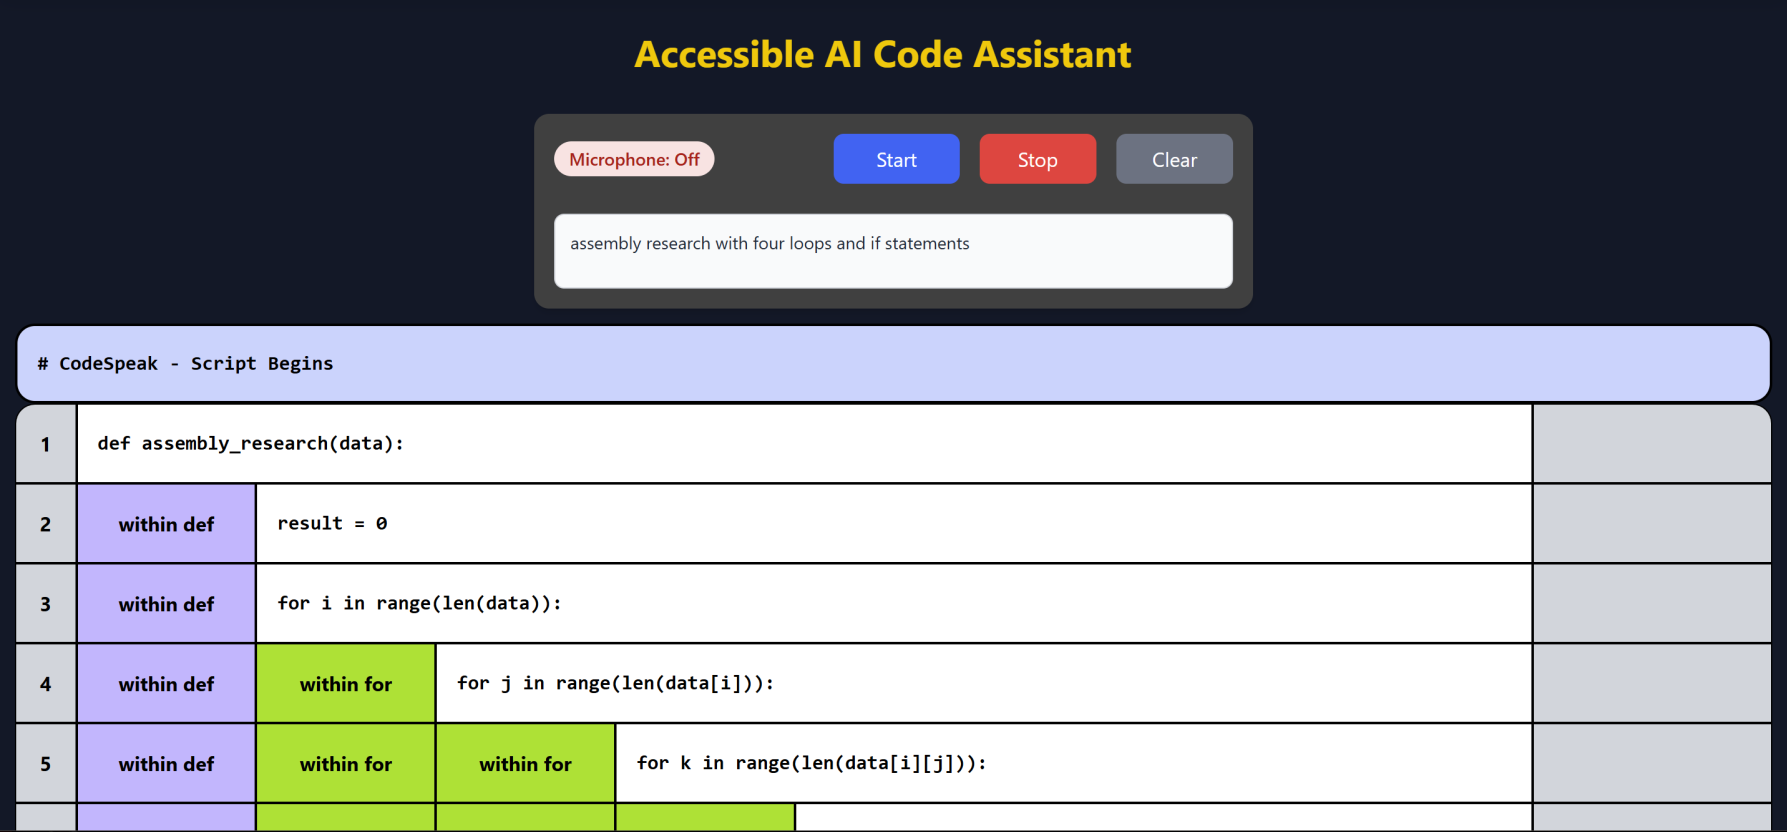 Accessible AI Code Assistant
Microphone: Off Start Stop Clear
assembly research with four loops and if statements
# CodeSpeak - Script Begins
1 def assembly_research(data):
2 within def result = 0
3 within def for i in range(len(data)):
4 within def within for for j in range(len(data[i])):
5 within def within for within for for k in range(len(data[i][j])):